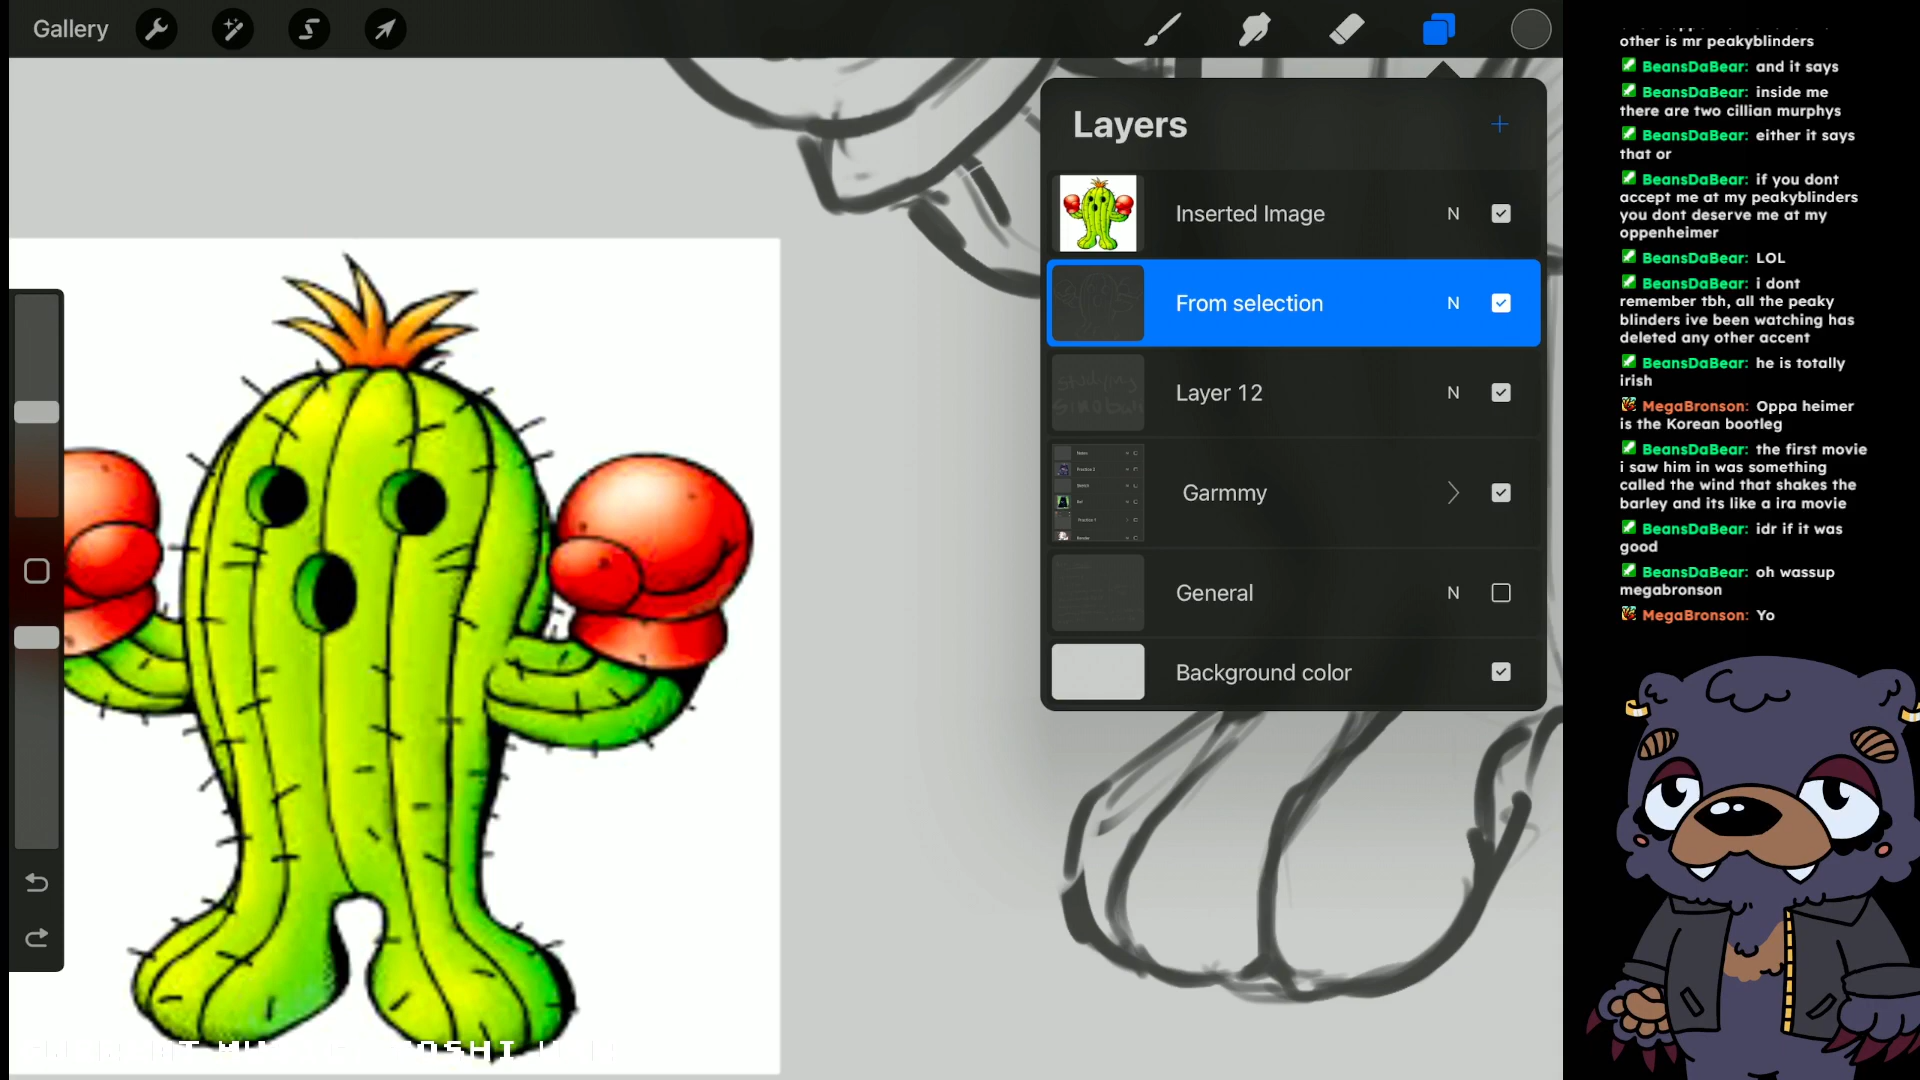 Gallery
Layers
Inserted Image N
From selection N
Studying
Layer 12 N
Garmmy
General N
Background color
other is mr peakyblinders
BeansDaBear: and it says
BeansDaBear: inside me
there are two cillian murphys
BeansDaBear: either it says
that or
BeansDaBear: if you dont
accept me at my peakyblinders
you dont deserve me at my
oppenheimer
BeansDaBear: LOL
BeansDaBear: i dont
remember tbh, all the peaky
blinders ive been watching has
deleted any other accent
BeansDaBear: he is totally
irish
MegaBronson: Oppa heimer
is the Korean bootleg
BeansDaBear: the first movie
i saw him in was something
called the wind that shakes the
barley and its like a ira movie
BeansDaBear: idr if it was
good
BeansDaBear: oh wassup
megabronson
MegaBronson: Yo